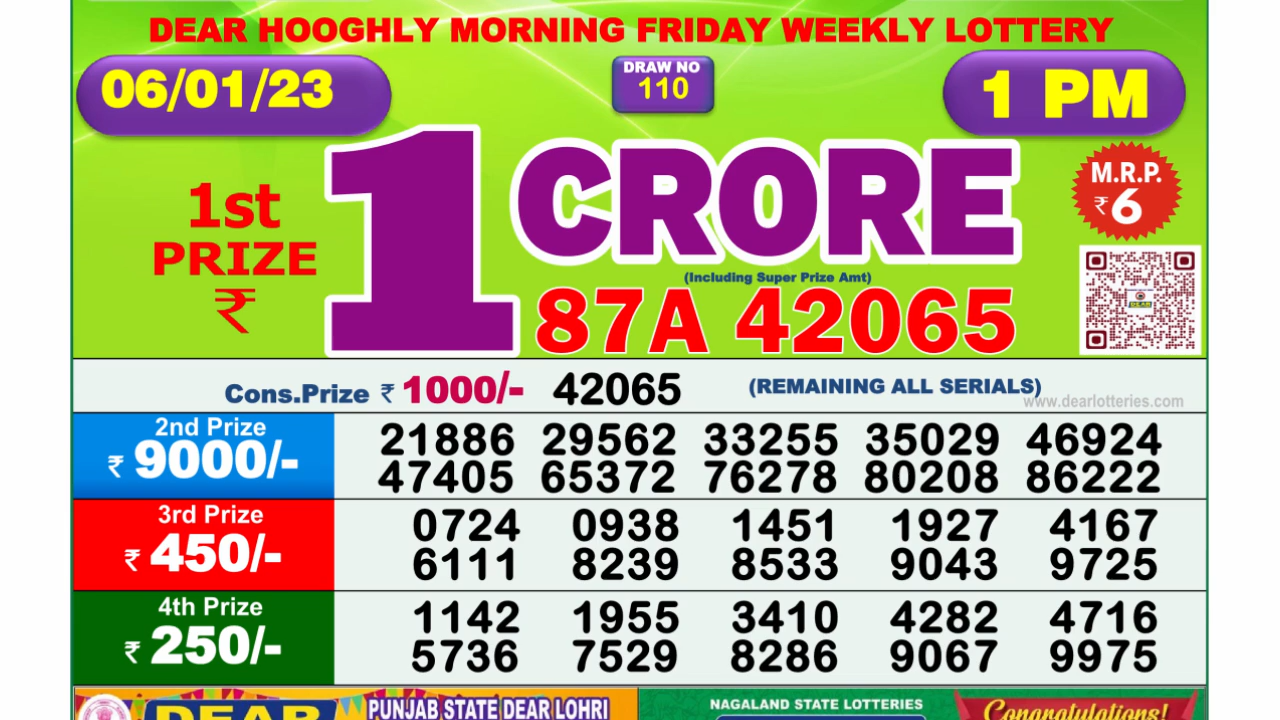 DEAR HOOGHLY MORNING FRIDAY WEEKLY LOTTERY
06/01/23
DRAW NO
110
1 PM
1st
PRIZE
₹
1 CRORE
(Including Super Prize Amt)
87A 42065
M.R.P.
₹6
DEAR
Cons.Prize ₹ 1000/- 42065 (REMAINING ALL SERIALS)
www.dearlotteries.com
2nd Prize
₹ 9000/-
21886 29562 33255 35029 46924
47405 65372 76278 80208 86222
3rd Prize
₹ 450/-
0724 0938 1451 1927 4167
6111 8239 8533 9043 9725
4th Prize
₹ 250/-
1142 1955 3410 4282 4716
5736 7529 8286 9067 9975
DEAR
PUNJAB STATE DEAR LOHRI
NAGALAND STATE LOTTERIES
Congratulations!